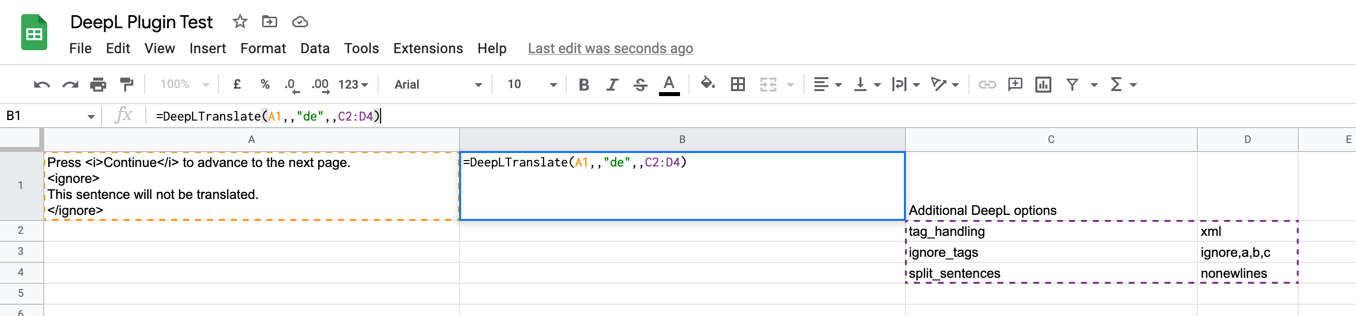 DeepL Plugin Test
File Edit View Insert Format Data Tools Extensions Help Last edit was seconds ago
100% £ % .0 .00 123 Arial 10 B I S A Σ
B1 fx =DeepLTranslate(A1,,"de",,C2:D4)
A B C D E
1
Press <i>Continue</i> to advance to the next page.
<ignore>
This sentence will not be translated.
</ignore>
=DeepLTranslate(A1,,"de",,C2:D4)
Additional DeepL options
2 tag_handling xml
3 ignore_tags ignore,a,b,c
4 split_sentences nonewlines
5
6